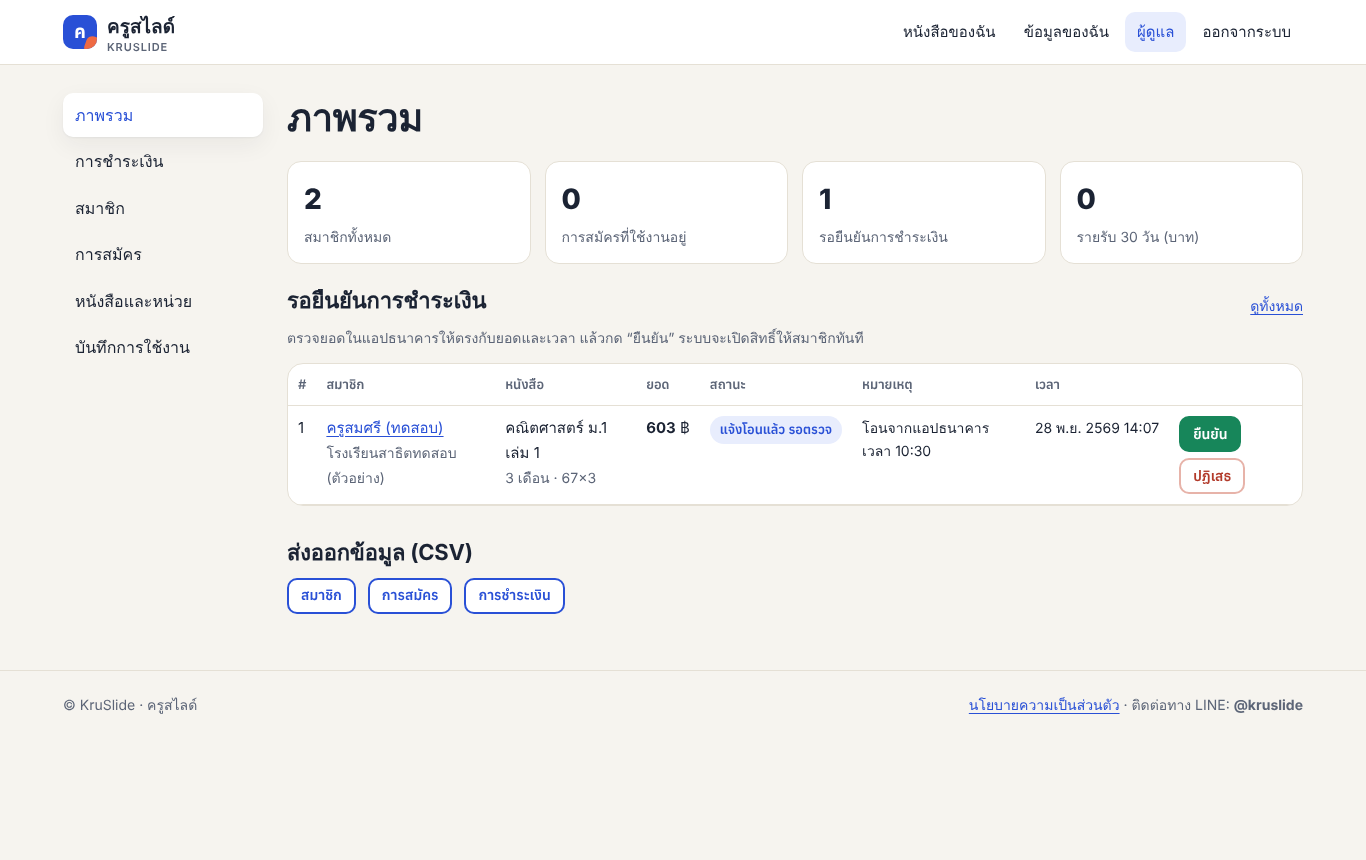 ค
ครูสไลด์
KRUSLIDE
หนังสือของฉัน
ข้อมูลของฉัน
ผู้ดูแล
ออกจากระบบ
ภาพรวม
การชำระเงิน
สมาชิก
การสมัคร
หนังสือและหน่วย
บันทึกการใช้งาน
ภาพรวม
2
สมาชิกทั้งหมด
0
การสมัครที่ใช้งานอยู่
1
รอยืนยันการชำระเงิน
0
รายรับ 30 วัน (บาท)
รอยืนยันการชำระเงิน
ดูทั้งหมด
ตรวจยอดในแอปธนาคารให้ตรงกับยอดและเวลา แล้วกด “ยืนยัน” ระบบจะเปิดสิทธิ์ให้สมาชิกทันที
# สมาชิก หนังสือ ยอด สถานะ หมายเหตุ เวลา
1 ครูสมศรี (ทดสอบ) คณิตศาสตร์ ม.1 603 ฿ แจ้งโอนแล้ว รอตรวจ โอนจากแอปธนาคาร 28 พ.ย. 2569 14:07 ยืนยัน
โรงเรียนสาธิตทดสอบ เล่ม 1 เวลา 10:30
(ตัวอย่าง) 3 เดือน · 67×3 ปฏิเสธ
ส่งออกข้อมูล (CSV)
สมาชิก
การสมัคร
การชำระเงิน
© KruSlide · ครูสไลด์
นโยบายความเป็นส่วนตัว · ติดต่อทาง LINE: @kruslide